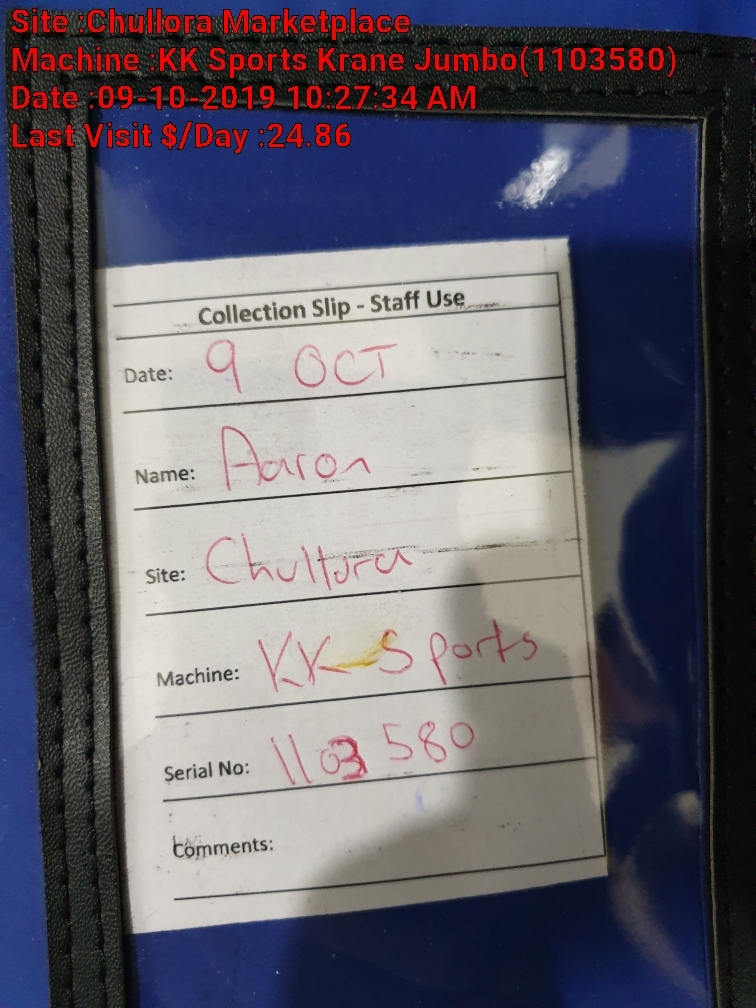 Site :Chullora Marketplace
Machine :KK Sports Krane Jumbo(1103580)
Date :09-10-2019 10:27:34 AM
Last Visit $/Day :24.86
Collection Slip - Staff Use
Date: 9 OCT
Name: Aaron
Site: Chullora
Machine: KK Sports
Serial No: 1103580
Comments: